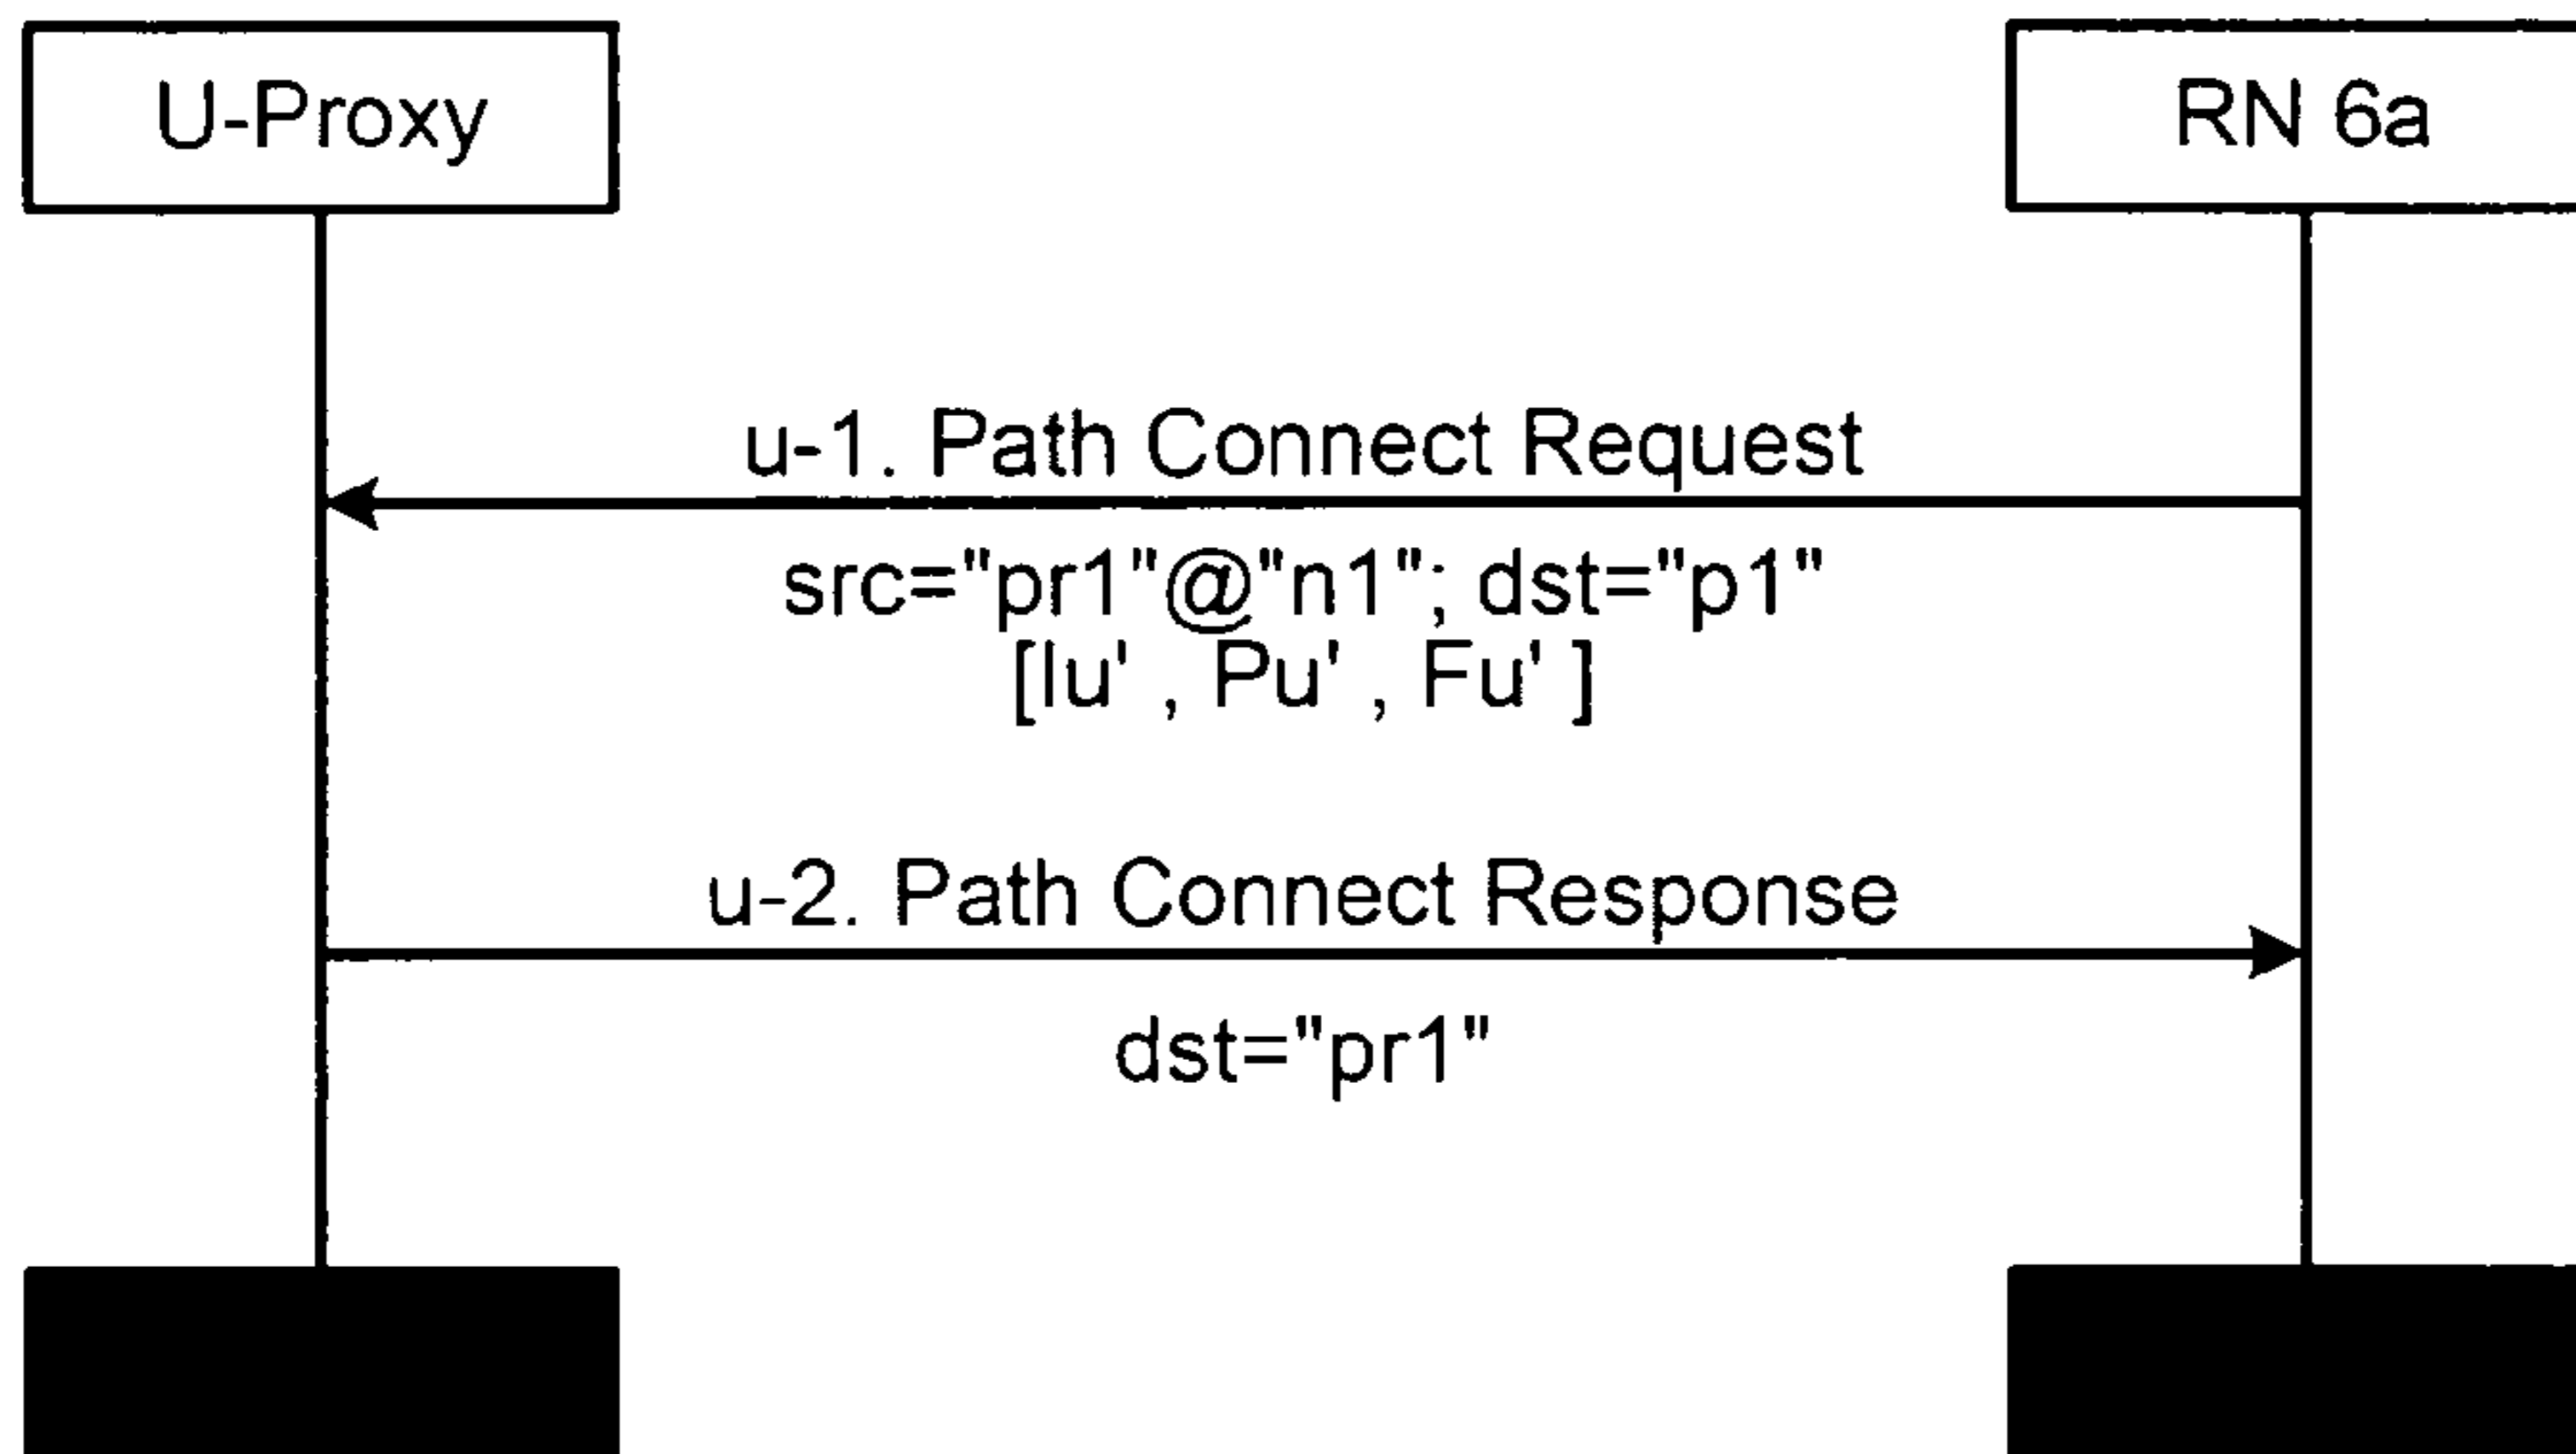 U-Proxy
RN 6a
u-1. Path Connect Request
src="pr1"@"n1"; dst="p1"
[Iu' , Pu' , Fu' ]
u-2. Path Connect Response
dst="pr1"